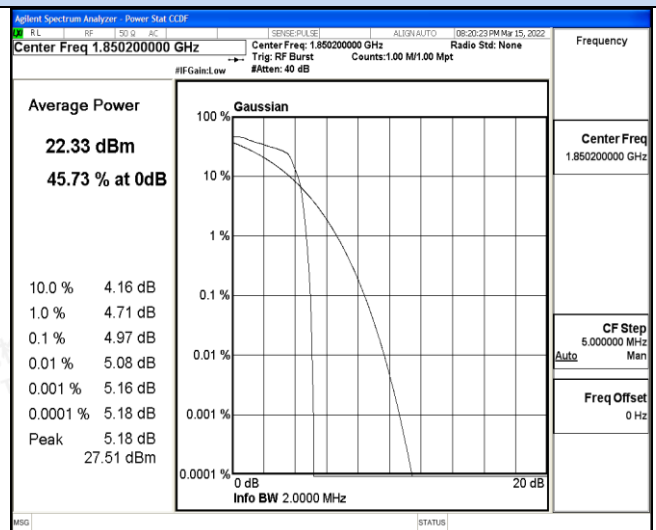 Agilent Spectrum Analyzer - Power Stat CCDF
RL RF 50 Ω AC SENSE:PULSE ALIGN AUTO 08:20:23 PM Mar 15, 2022
Center Freq 1.850200000 GHz
Center Freq: 1.850200000 GHz Radio Std: None
Trig: RF Burst Counts:1.00 M/1.00 Mpt
#IFGain:Low #Atten: 40 dB
Frequency
Average Power
22.33 dBm
45.73 % at 0dB
10.0 % 4.16 dB
1.0 % 4.71 dB
0.1 % 4.97 dB
0.01 % 5.08 dB
0.001 % 5.16 dB
0.0001 % 5.18 dB
Peak 5.18 dB
27.51 dBm
Gaussian
100 %
10 %
1 %
0.1 %
0.01 %
0.001 %
0.0001 %
0 dB 20 dB
Info BW 2.0000 MHz
Center Freq
1.850200000 GHz
CF Step
5.000000 MHz
Auto Man
Freq Offset
0 Hz
MSG STATUS